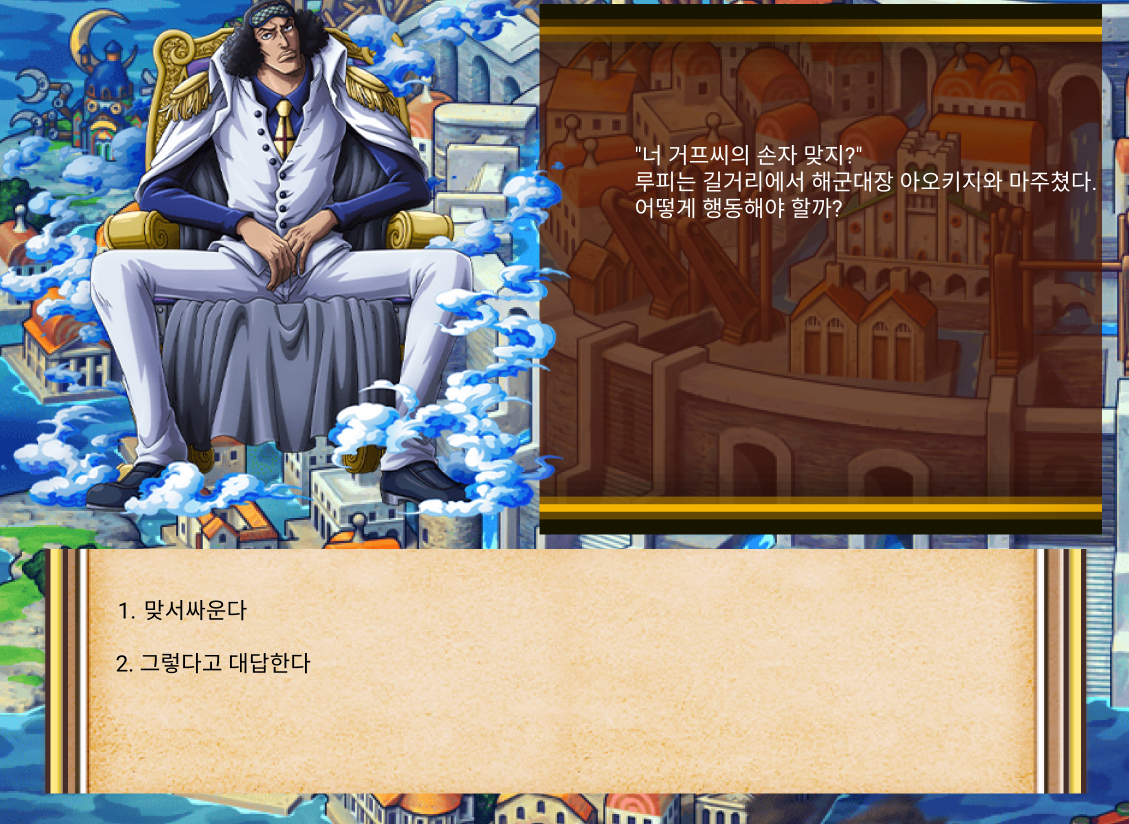 "너 거프씨의 손자 맞지?"
루피는 길거리에서 해군대장 아오키지와 마주쳤다.
어떻게 행동해야 할까?
1. 맞서싸운다
2. 그렇다고 대답한다